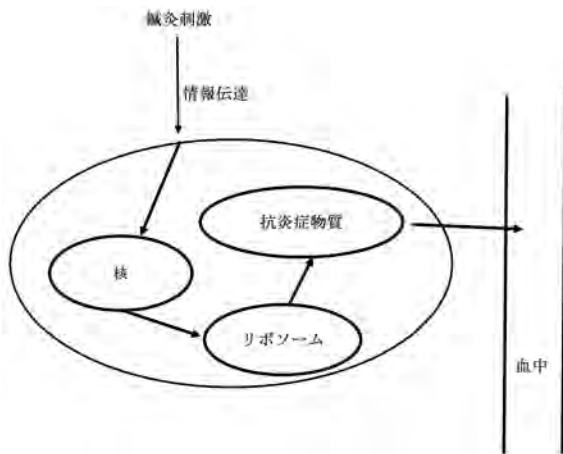 鍼灸刺激
情報伝達
抗炎症物質
核
リボソーム
血中